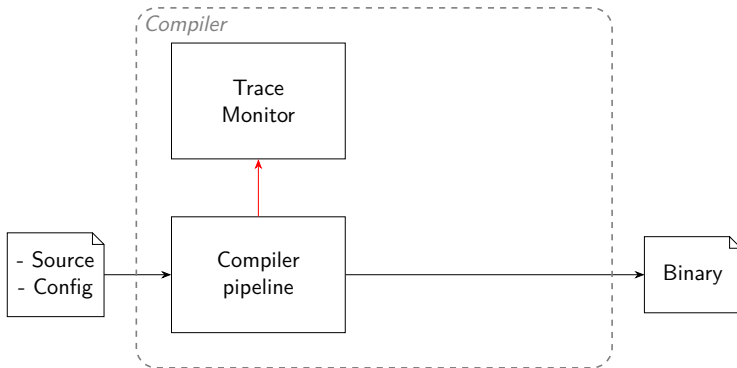 Compiler
Trace
Monitor
- Source
- Config
Compiler
pipeline
Binary